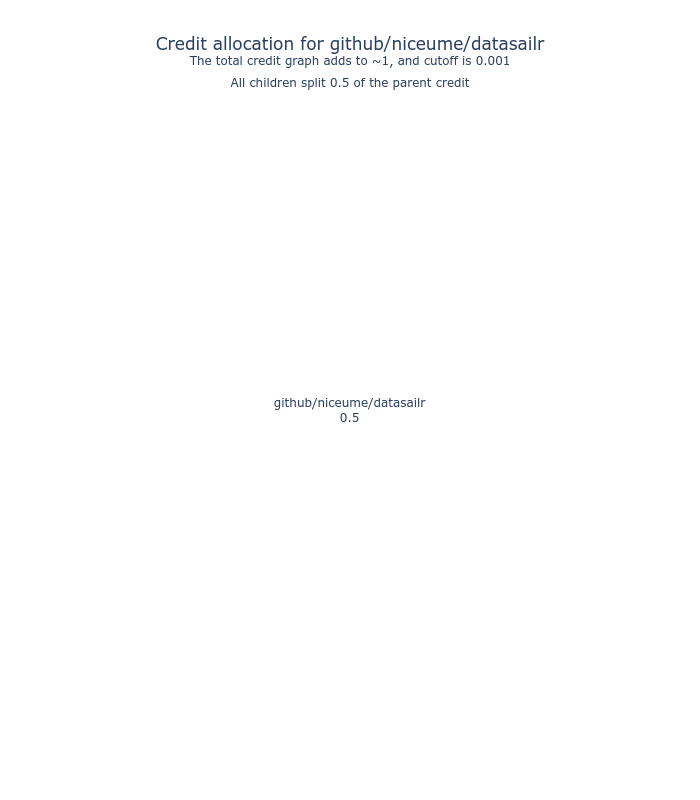 Credit allocation for github/niceume/datasailr
The total credit graph adds to ~1, and cutoff is 0.001
All children split 0.5 of the parent credit
github/niceume/datasailr
0.5